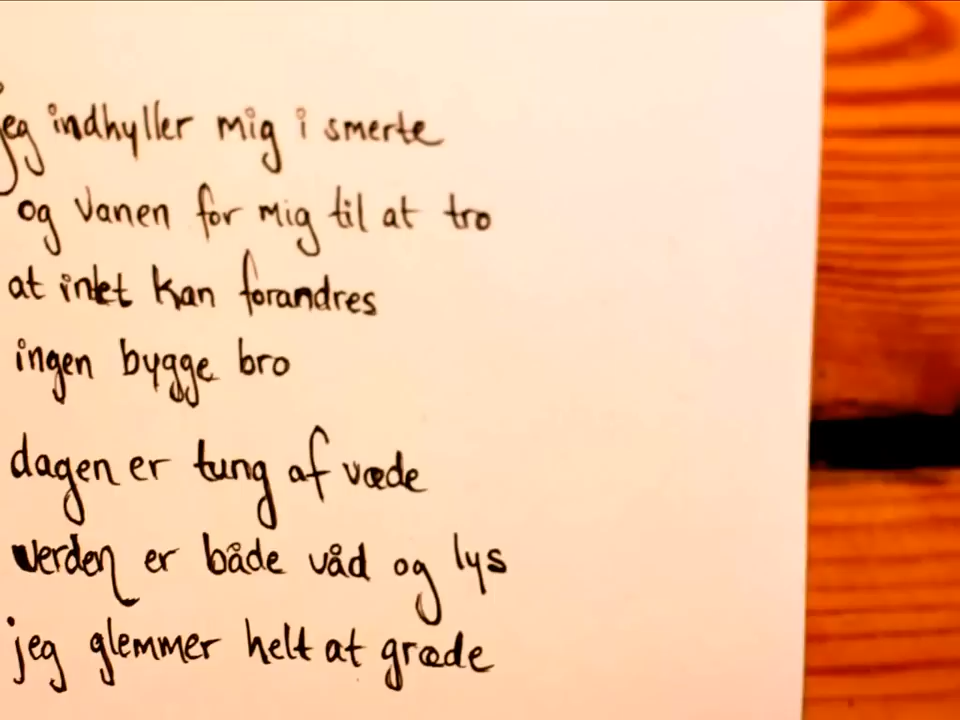 jeg indhyller mig i smerte
og vanen får mig til at tro
at intet kan forandres
ingen bygge bro
dagen er tung af væde
verden er både våd og lys
jeg glemmer helt at græde